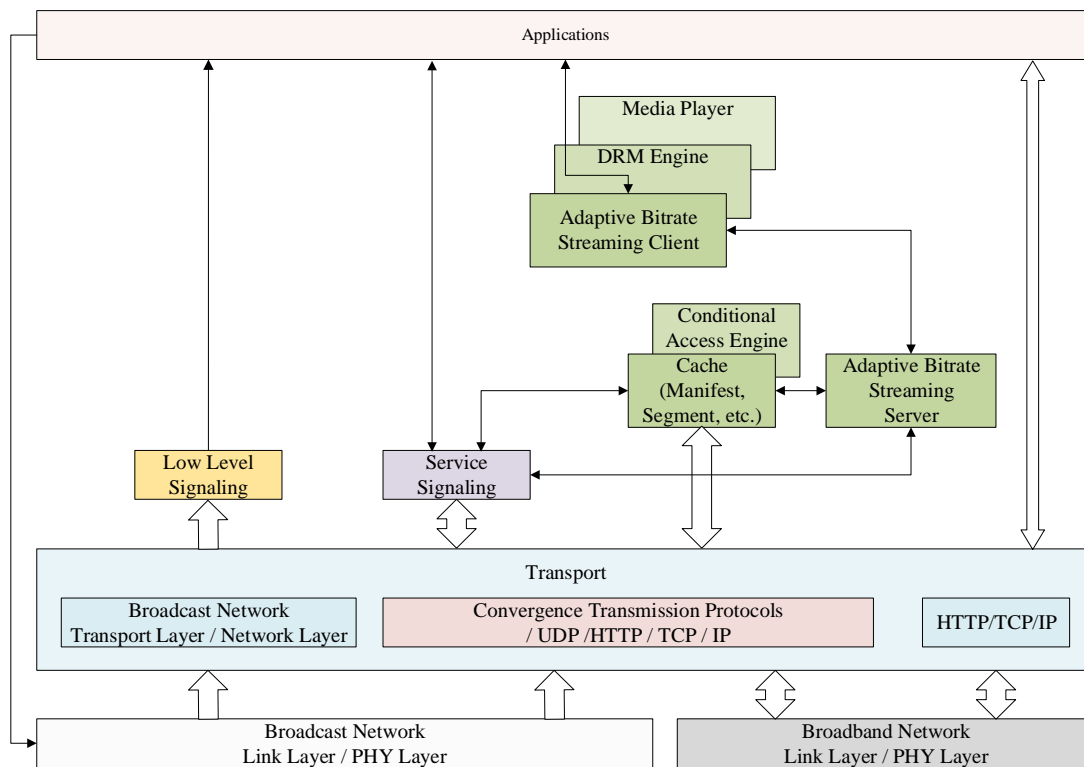 Applications
Media Player
DRM Engine
Adaptive Bitrate
Streaming Client
Conditional
Access Engine
Cache
(Manifest,
Segment, etc.)
Adaptive Bitrate
Streaming
Server
Low Level
Signaling
Service
Signaling
Transport
Broadcast Network
Transport Layer / Network Layer
Convergence Transmission Protocols
/ UDP /HTTP / TCP / IP
HTTP/TCP/IP
Broadcast Network
Link Layer / PHY Layer
Broadband Network
Link Layer / PHY Layer